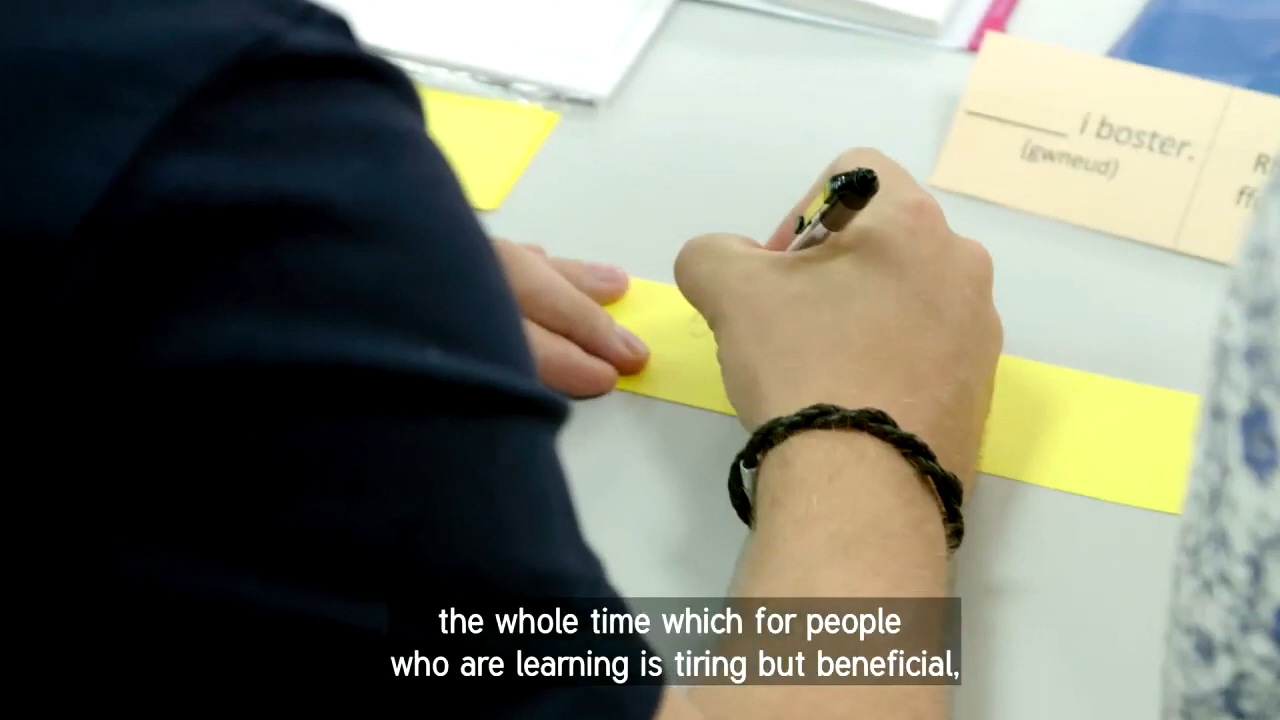 _______ i boster.
(gwneud)
the whole time which for people
who are learning is tiring but beneficial,